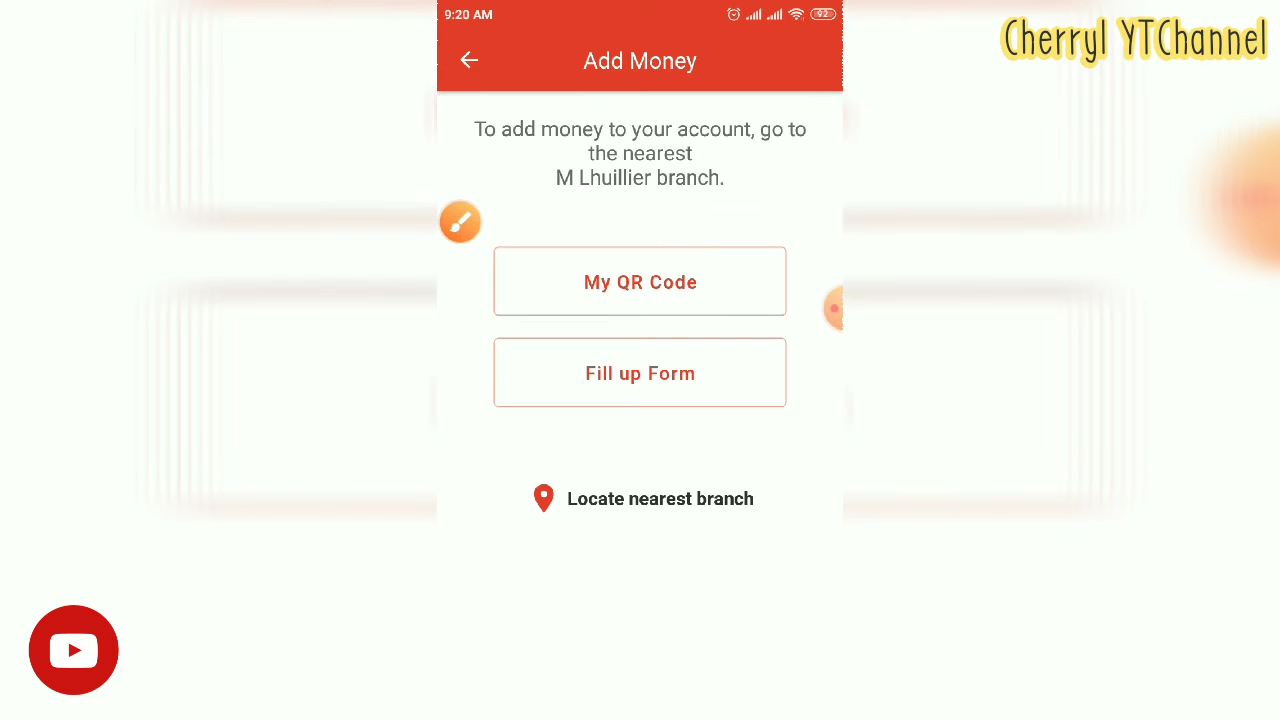 9:20 AM
92
Cherryl YTChannel
Add Money
To add money to your account, go to
the nearest
M Lhuillier branch.
My QR Code
Fill up Form
Locate nearest branch